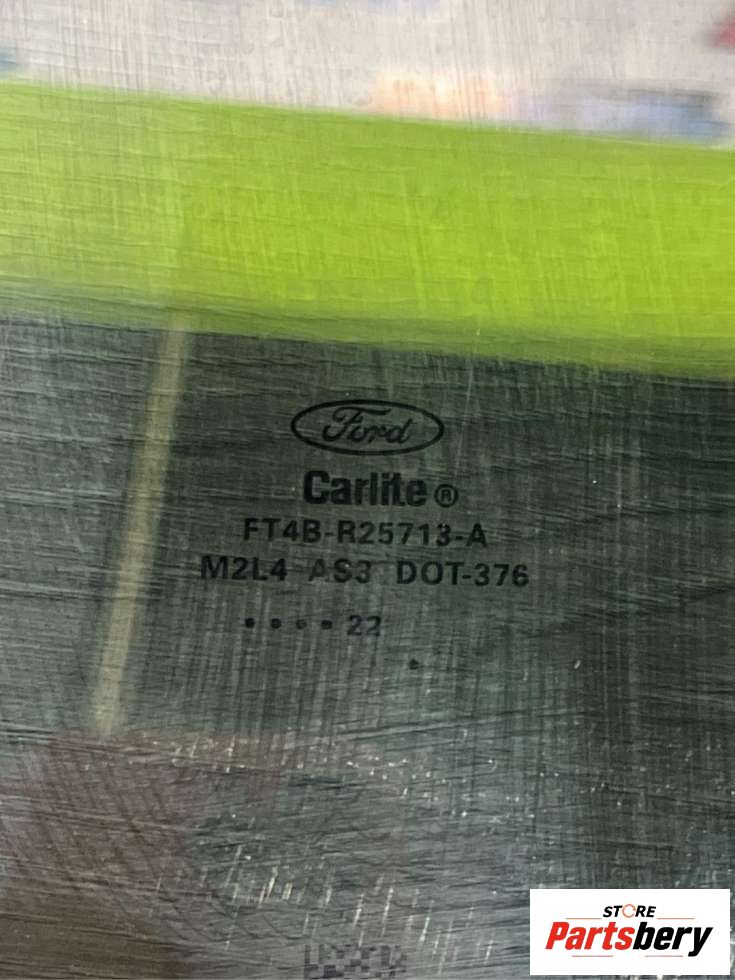 Ford
Carlite®
FT4B-R25713-A
M2L4 AS3 DOT-376
• • • • 22
STORE
Partsbery